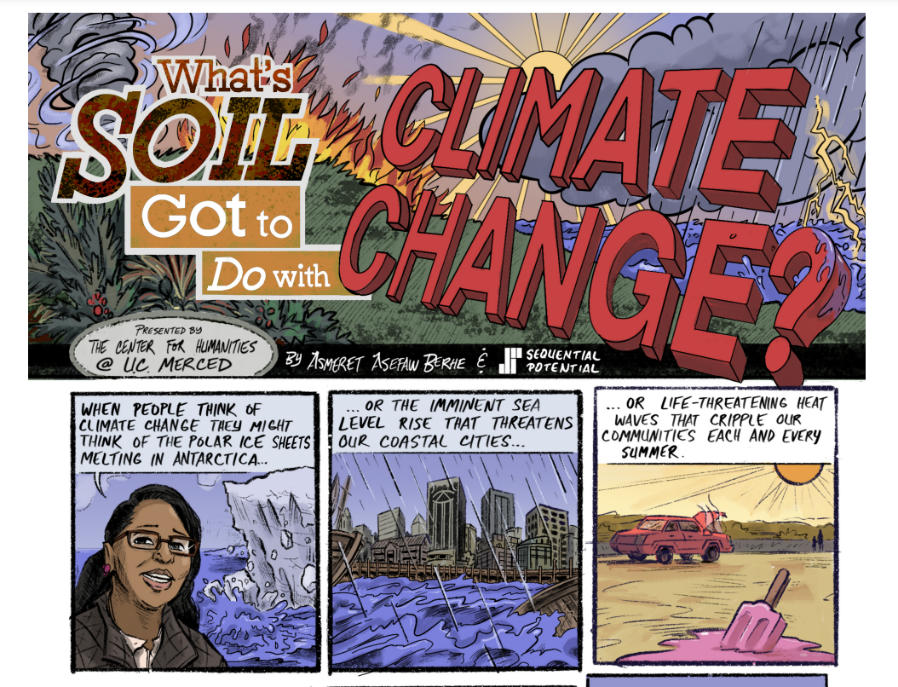 What's
SOIL
Got to
Do with
CLIMATE
CHANGE?
PRESENTED BY
THE CENTER FOR HUMANITIES
@ U.C. MERCED
BY ASMERET ASEFAW BERHE &
SEQUENTIAL
POTENTIAL
WHEN PEOPLE THINK OF
CLIMATE CHANGE THEY MIGHT
THINK OF THE POLAR ICE SHEETS
MELTING IN ANTARCTICA...
...OR THE IMMINENT SEA
LEVEL RISE THAT THREATENS
OUR COASTAL CITIES...
...OR LIFE-THREATENING HEAT
WAVES THAT CRIPPLE OUR
COMMUNITIES EACH AND EVERY
SUMMER.